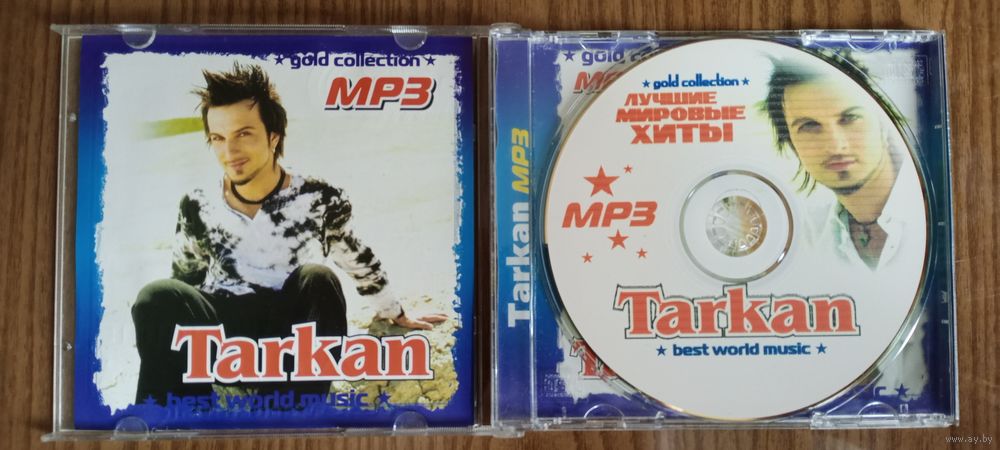 ★ gold collection ★
MP3
Tarkan
★ best world music ★
Tarkan MP3
★ gold
★ gold collection ★
ЛУЧШИЕ
МИРОВЫЕ
ХИТЫ
MP3
Tarkan
★ best world music ★
www.ay.by